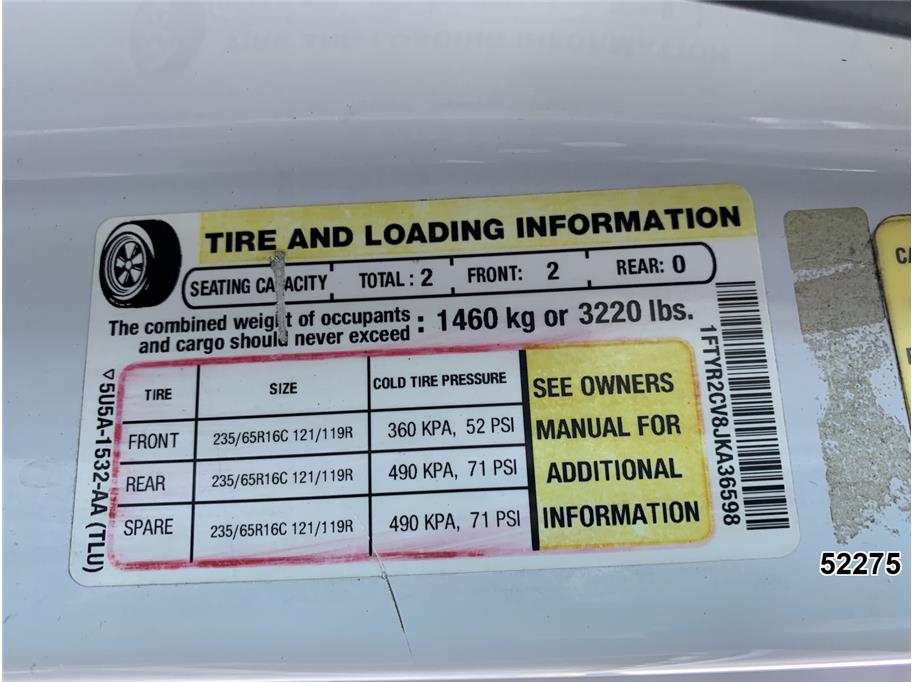 TIRE AND LOADING INFORMATION
SEATING CAPACITY TOTAL : 2 FRONT: 2 REAR: 0
The combined weight of occupants
and cargo should never exceed : 1460 kg or 3220 lbs.
TIRE SIZE COLD TIRE PRESSURE
FRONT 235/65R16C 121/119R 360 KPA, 52 PSI
REAR 235/65R16C 121/119R 490 KPA, 71 PSI
SPARE 235/65R16C 121/119R 490 KPA, 71 PSI
SEE OWNERS
MANUAL FOR
ADDITIONAL
INFORMATION
▽5U5A-1532-AA (TLU)
1FTYR2CV8JKA36598
CA
52275